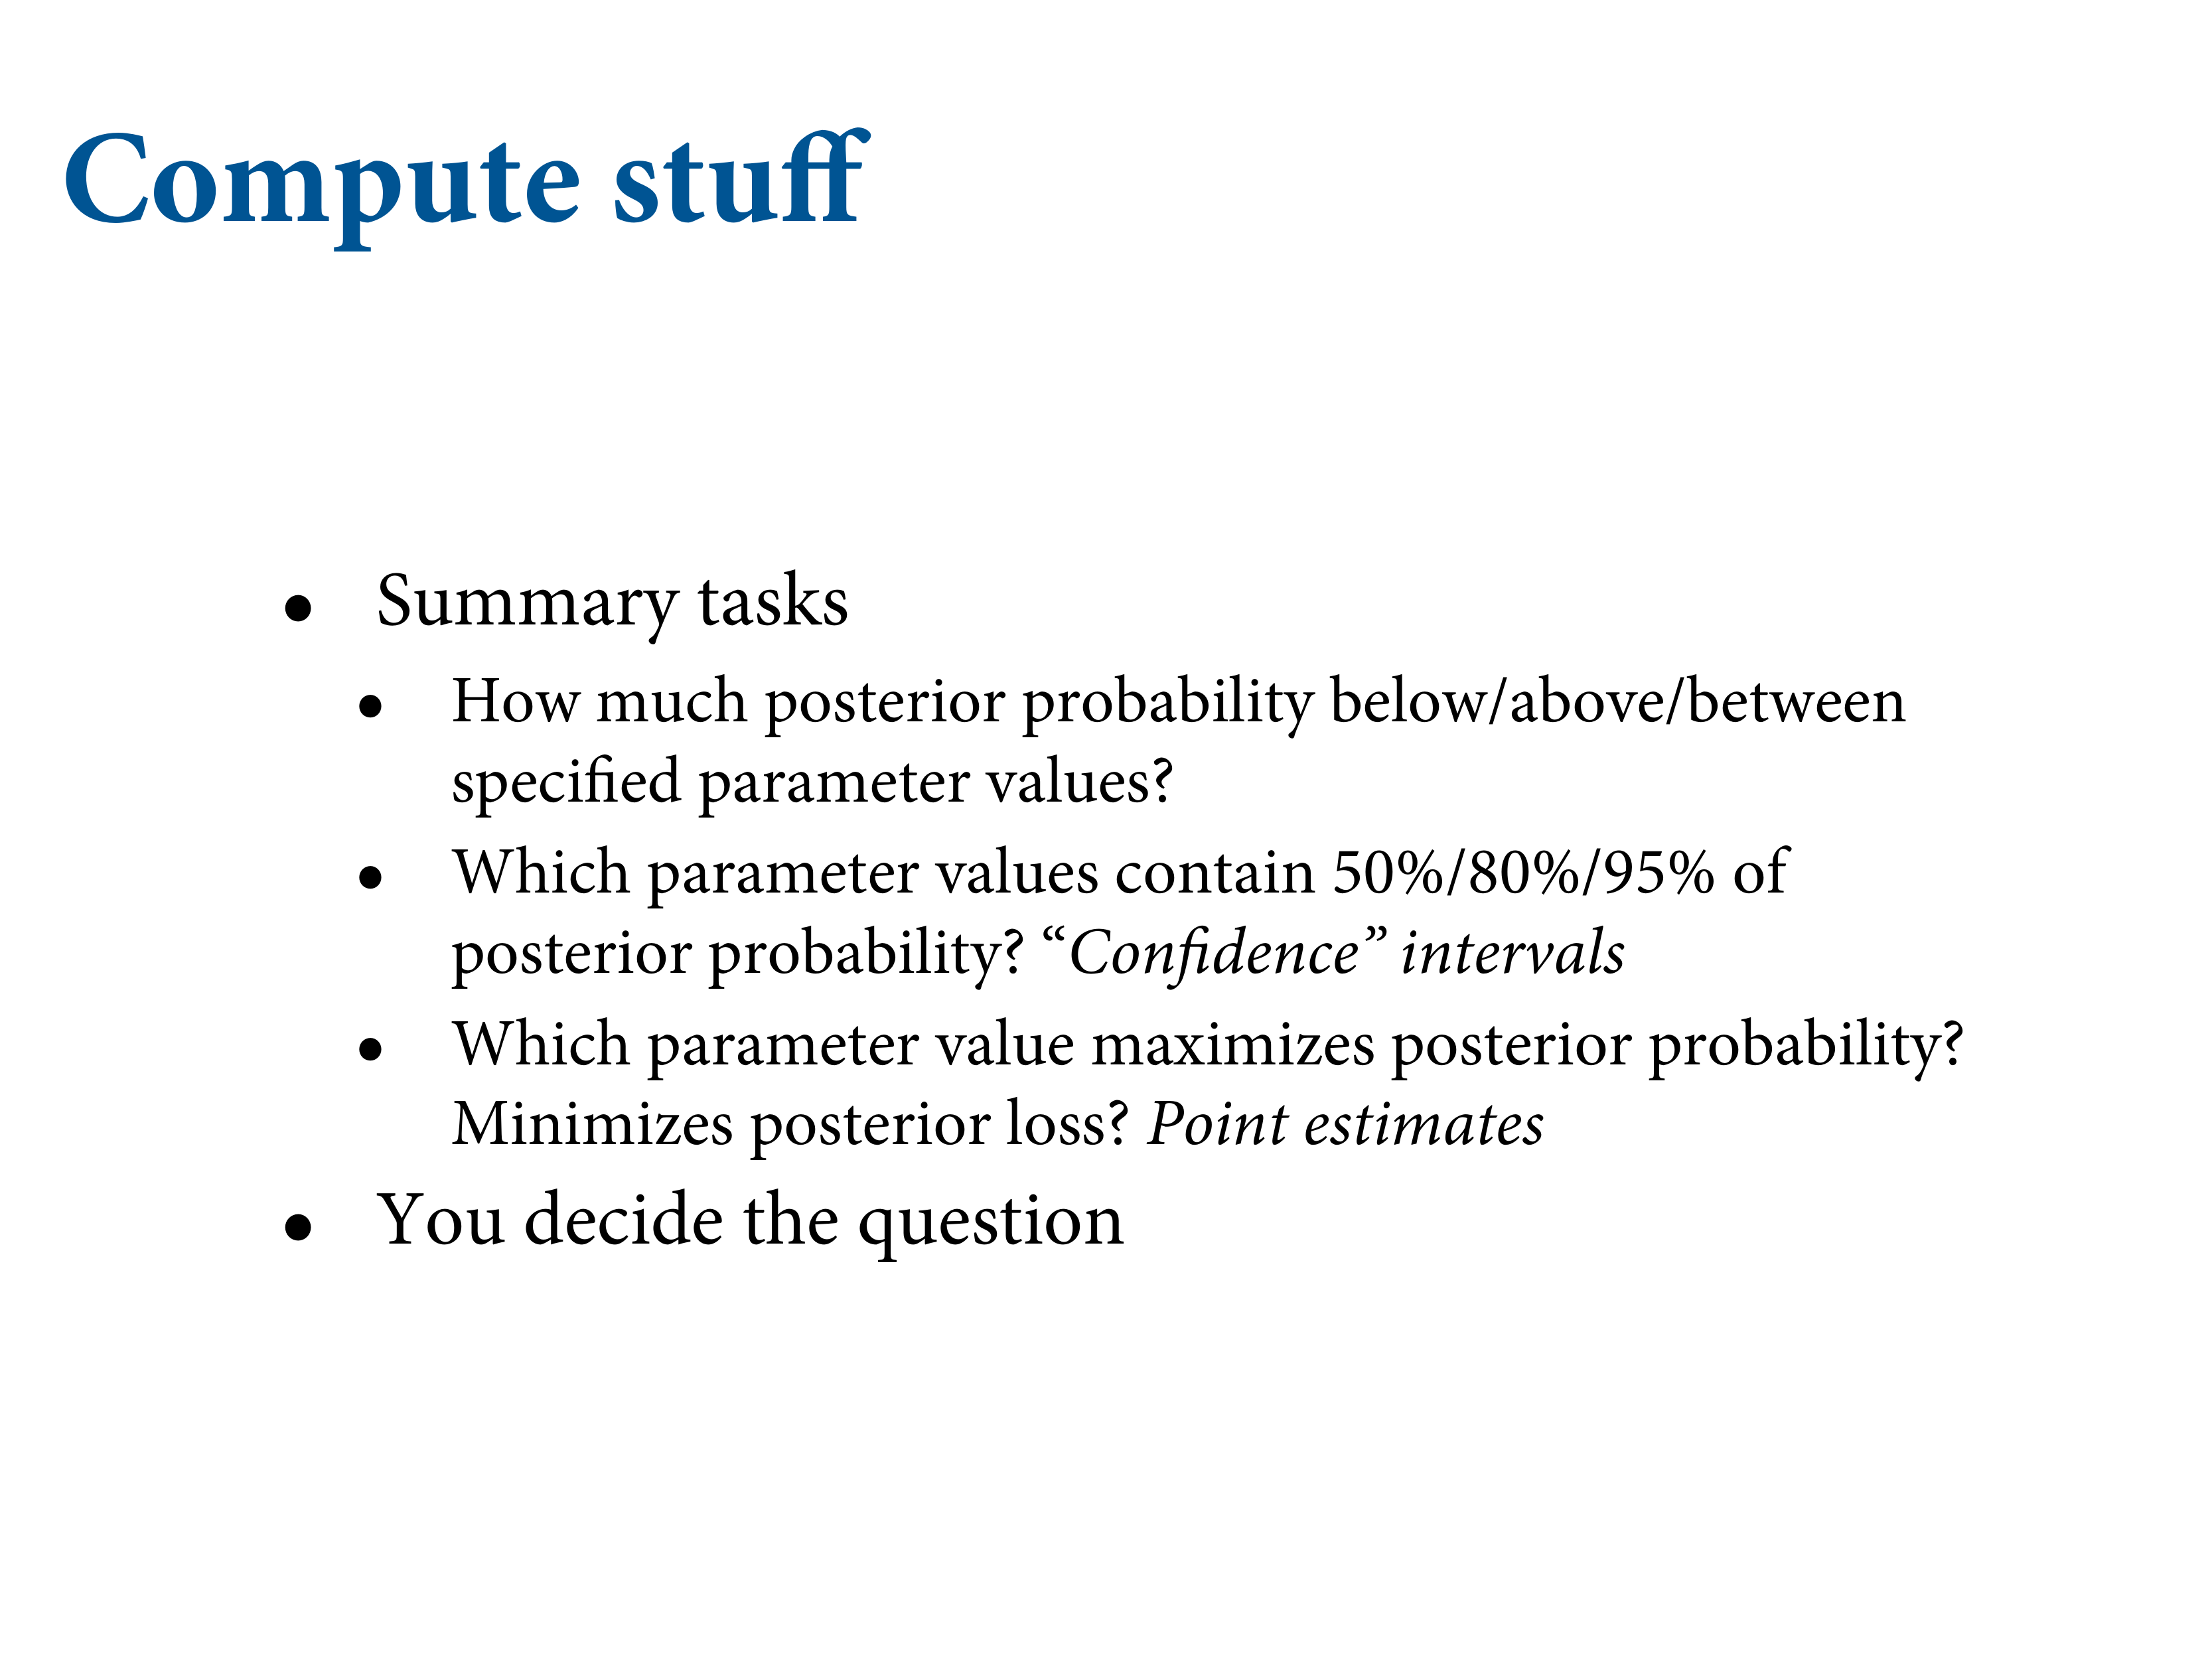 Compute stuff
• Summary tasks
• How much posterior probability below/above/between
specified parameter values?
• Which parameter values contain 50%/80%/95% of
posterior probability? “Confidence” intervals
• Which parameter value maximizes posterior probability?
Minimizes posterior loss? Point estimates
• You decide the question